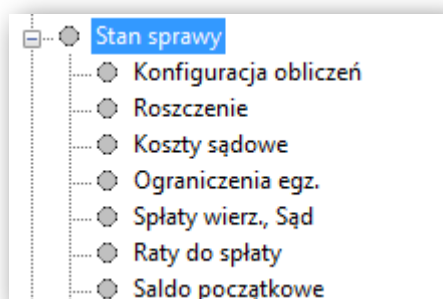 Stan sprawy
Konfiguracja obliczeń
Roszczenie
Koszty sądowe
Ograniczenia egz.
Spłaty wierz., Sąd
Raty do spłaty
Saldo początkowe